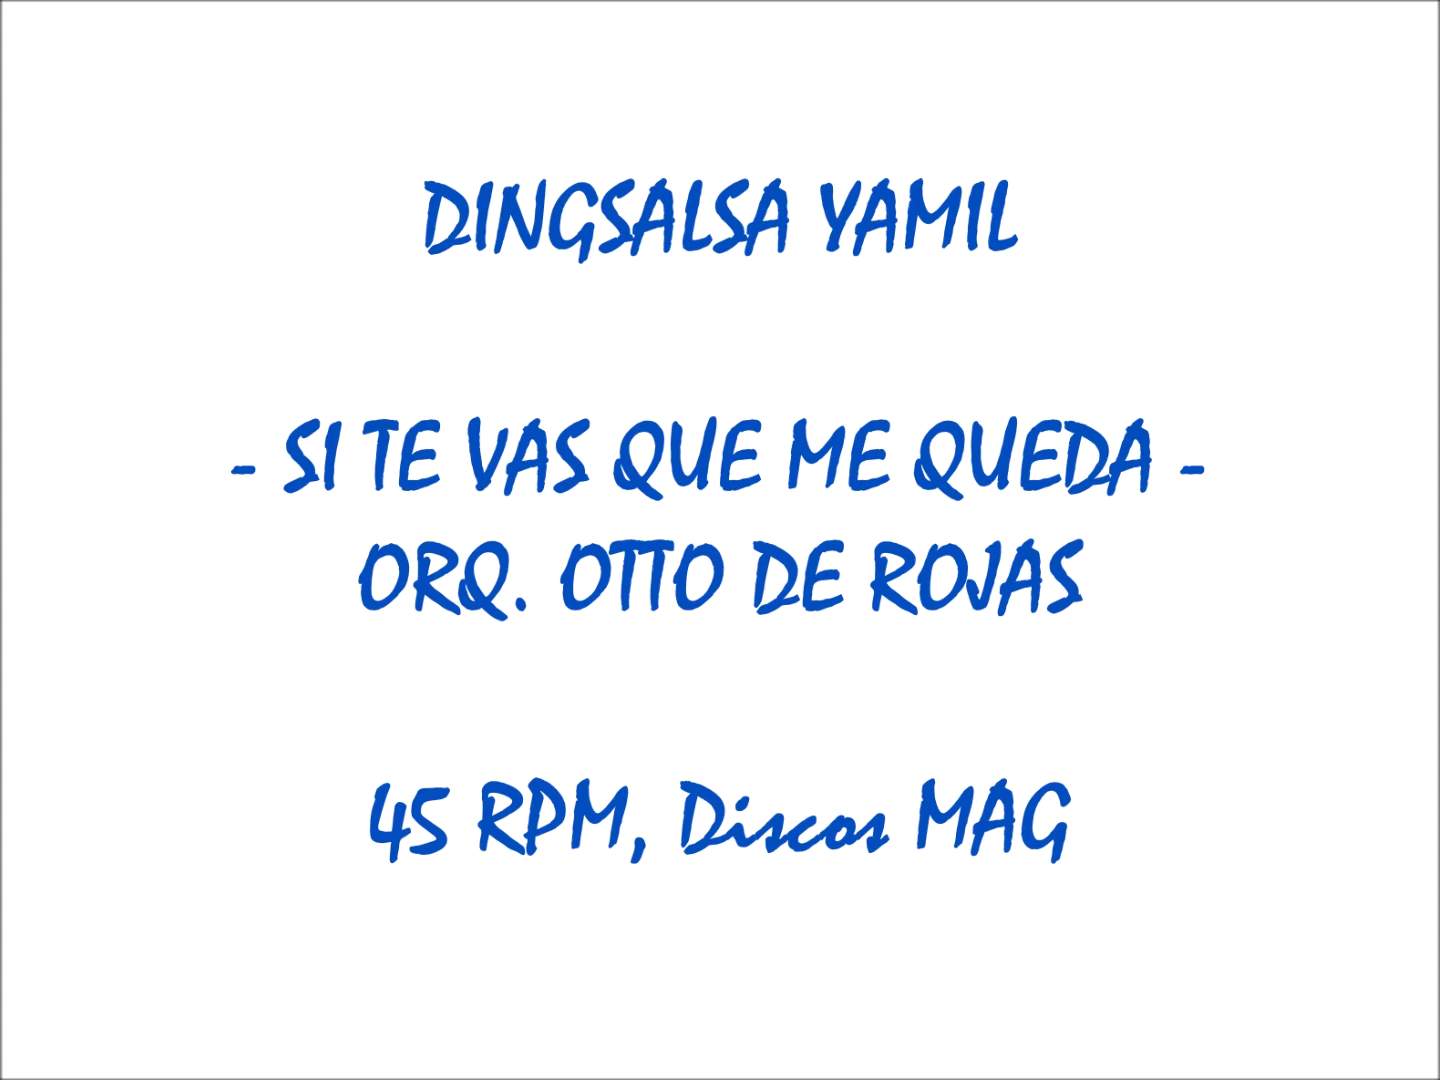 DINGSALSA YAMIL
- SI TE VAS QUE ME QUEDA -
ORQ. OTTO DE ROJAS
45 RPM, Discos MAG